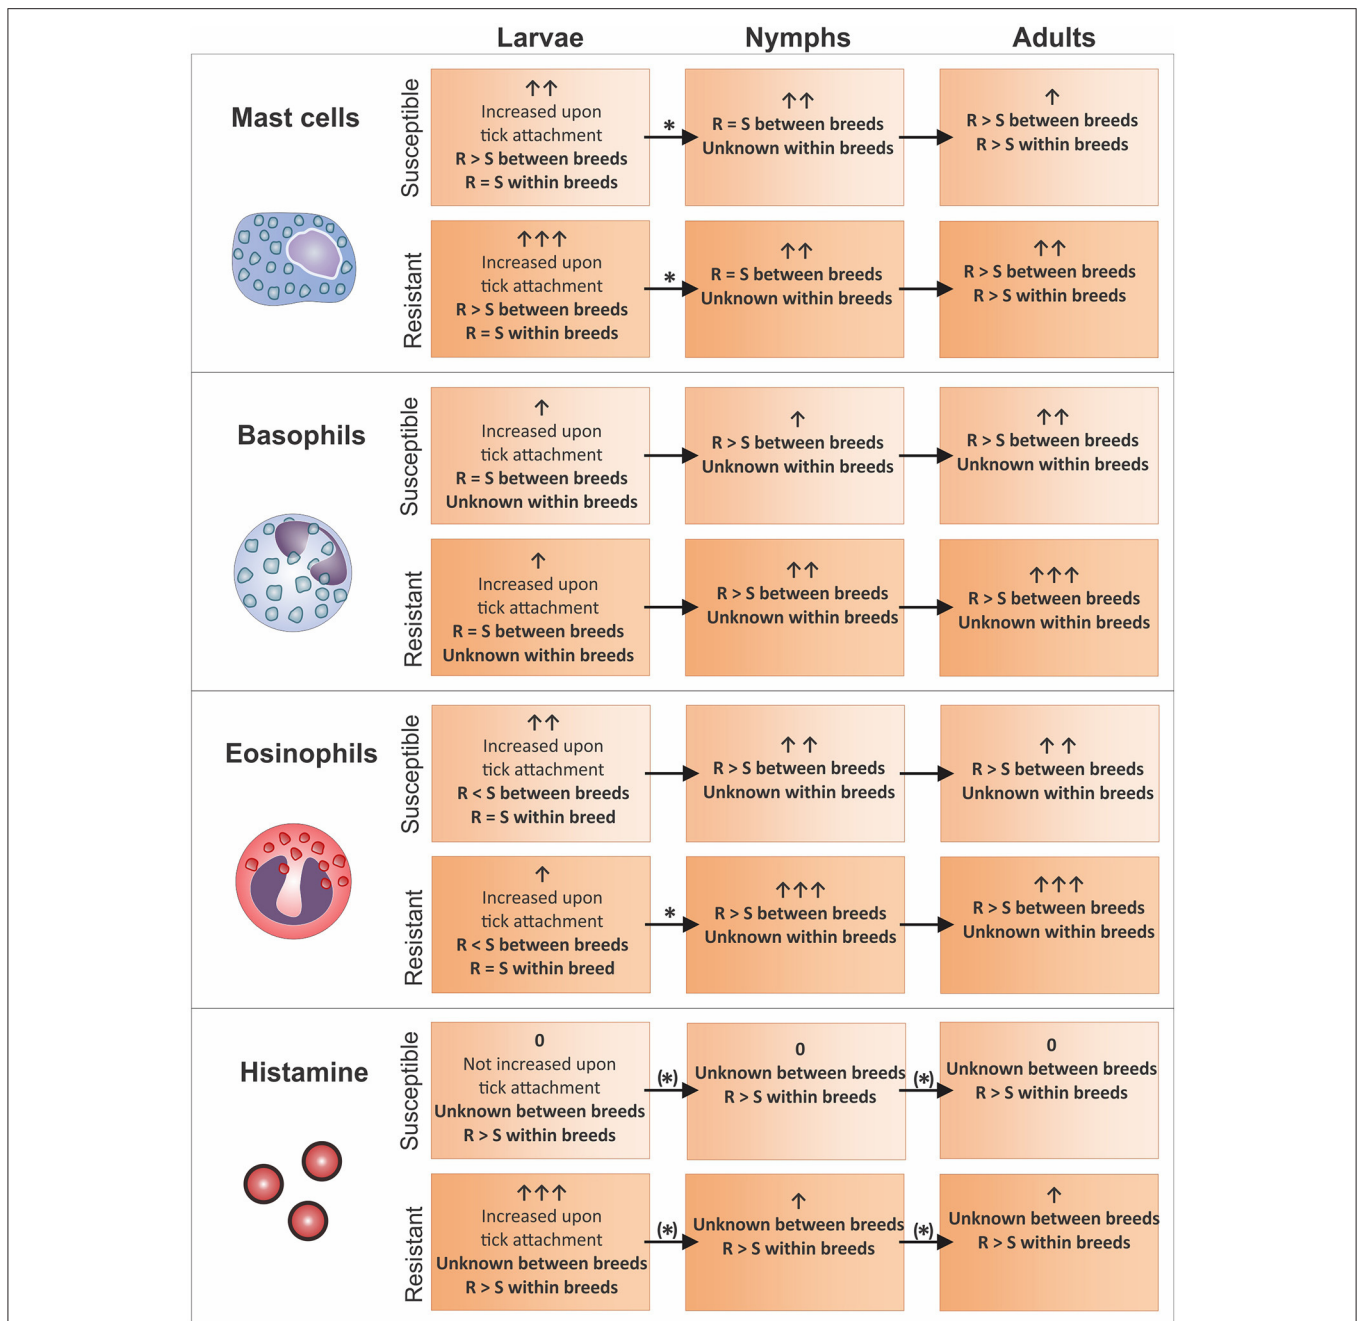 Larvae Nymphs Adults
Mast cells
Susceptible
↑↑
Increased upon
tick attachment
R > S between breeds
R = S within breeds
*
↑↑
R = S between breeds
Unknown within breeds
↑
R > S between breeds
R > S within breeds
Resistant
↑↑↑
Increased upon
tick attachment
R > S between breeds
R = S within breeds
*
↑↑
R = S between breeds
Unknown within breeds
↑↑
R > S between breeds
R > S within breeds
Basophils
Susceptible
↑
Increased upon
tick attachment
R = S between breeds
Unknown within breeds
↑
R > S between breeds
Unknown within breeds
↑↑
R > S between breeds
Unknown within breeds
Resistant
↑
Increased upon
tick attachment
R = S between breeds
Unknown within breeds
↑↑
R > S between breeds
Unknown within breeds
↑↑↑
R > S between breeds
Unknown within breeds
Eosinophils
Susceptible
↑↑
Increased upon
tick attachment
R < S between breeds
R = S within breed
↑ ↑
R > S between breeds
Unknown within breeds
↑ ↑
R > S between breeds
Unknown within breeds
Resistant
↑
Increased upon
tick attachment
R < S between breeds
R = S within breed
*
↑↑↑
R > S between breeds
Unknown within breeds
↑↑↑
R > S between breeds
Unknown within breeds
Histamine
Susceptible
0
Not increased upon
tick attachment
Unknown between breeds
R > S within breeds
(*)
0
Unknown between breeds
R > S within breeds
(*)
0
Unknown between breeds
R > S within breeds
Resistant
↑↑↑
Increased upon
tick attachment
Unknown between breeds
R > S within breeds
(*)
↑
Unknown between breeds
R > S within breeds
(*)
↑
Unknown between breeds
R > S within breeds